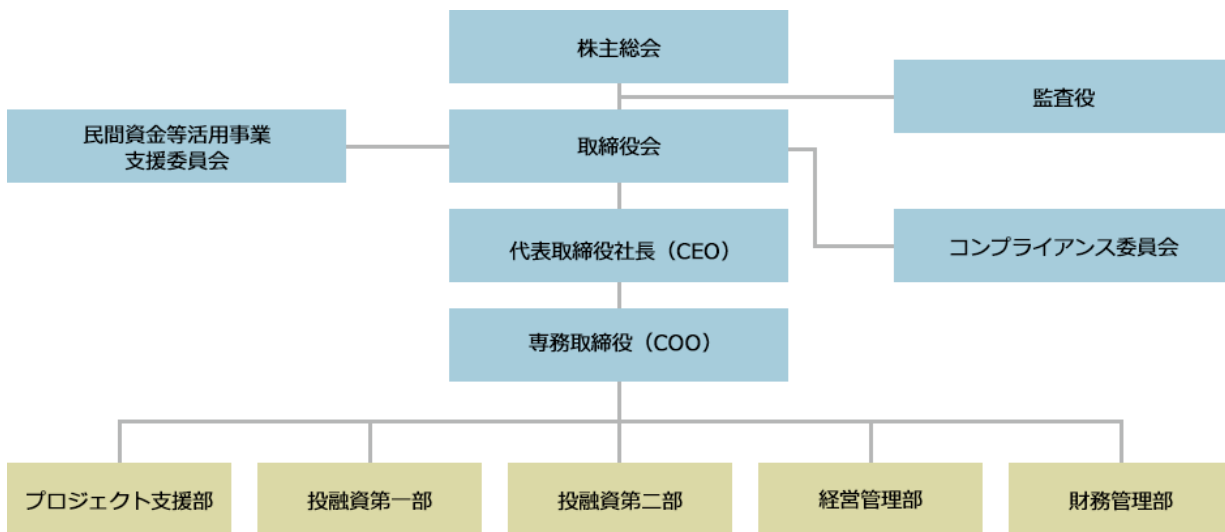 株主総会
監査役
民間資金等活用事業
支援委員会
取締役会
代表取締役社長（CEO）
コンプライアンス委員会
専務取締役（COO）
プロジェクト支援部
投融資第一部
投融資第二部
経営管理部
財務管理部